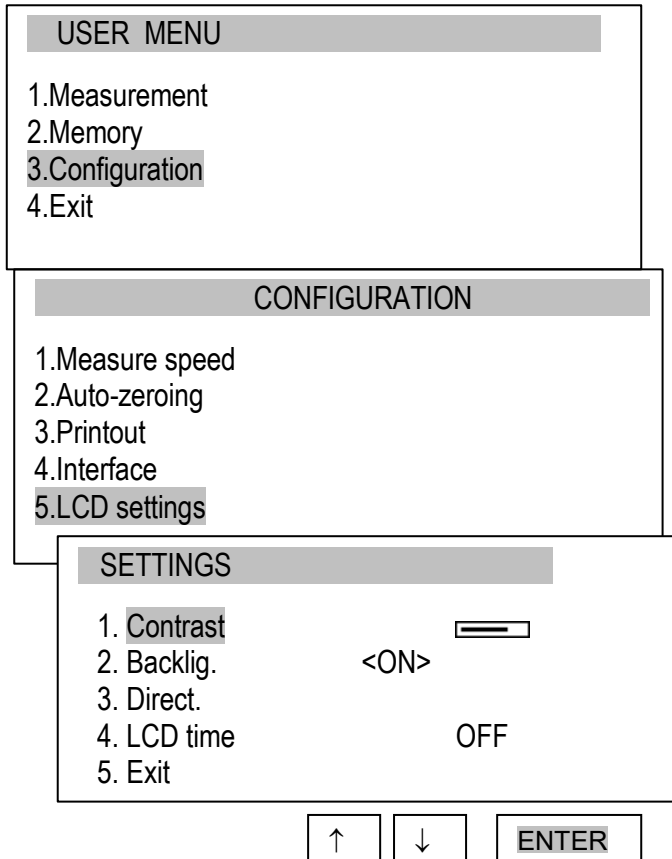 USER MENU
1.Measurement
2.Memory
3.Configuration
4.Exit
CONFIGURATION
1.Measure speed
2.Auto-zeroing
3.Printout
4.Interface
5.LCD settings
SETTINGS
1. Contrast
2. Backlig. <ON>
3. Direct.
4. LCD time OFF
5. Exit
↑ ↓ ENTER